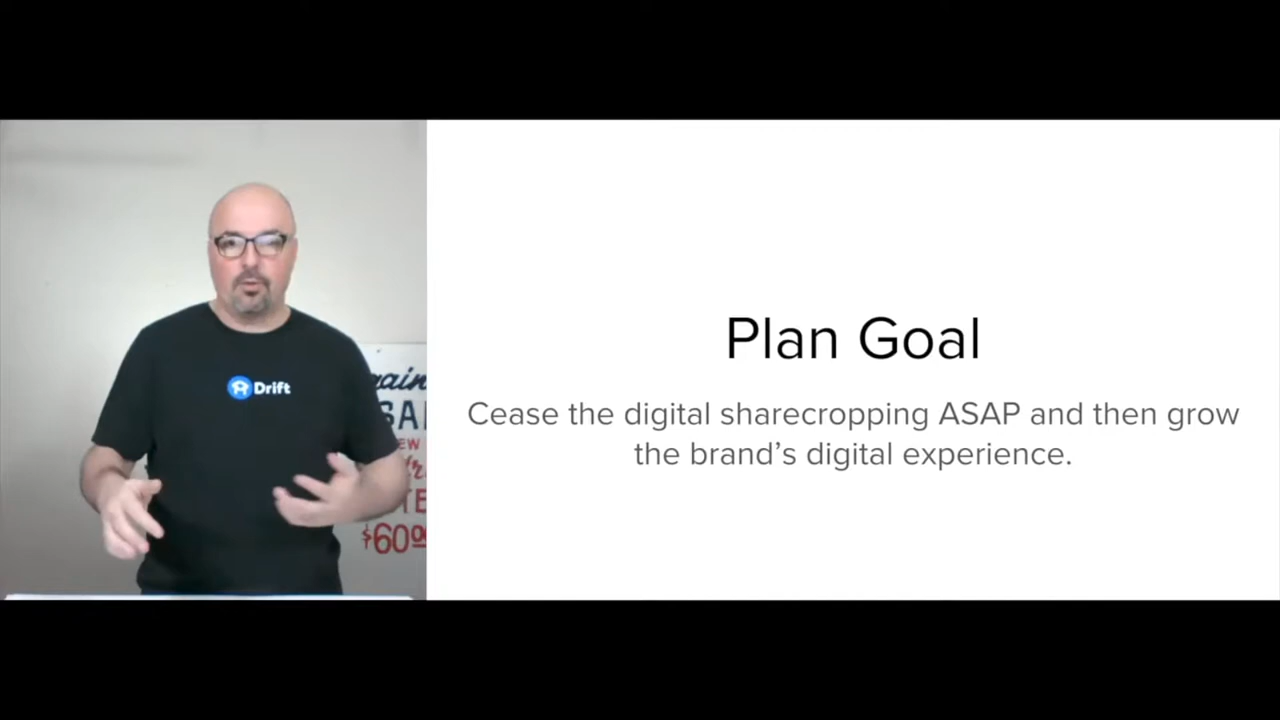 Drift
$60
Plan Goal
Cease the digital sharecropping ASAP and then grow
the brand's digital experience.